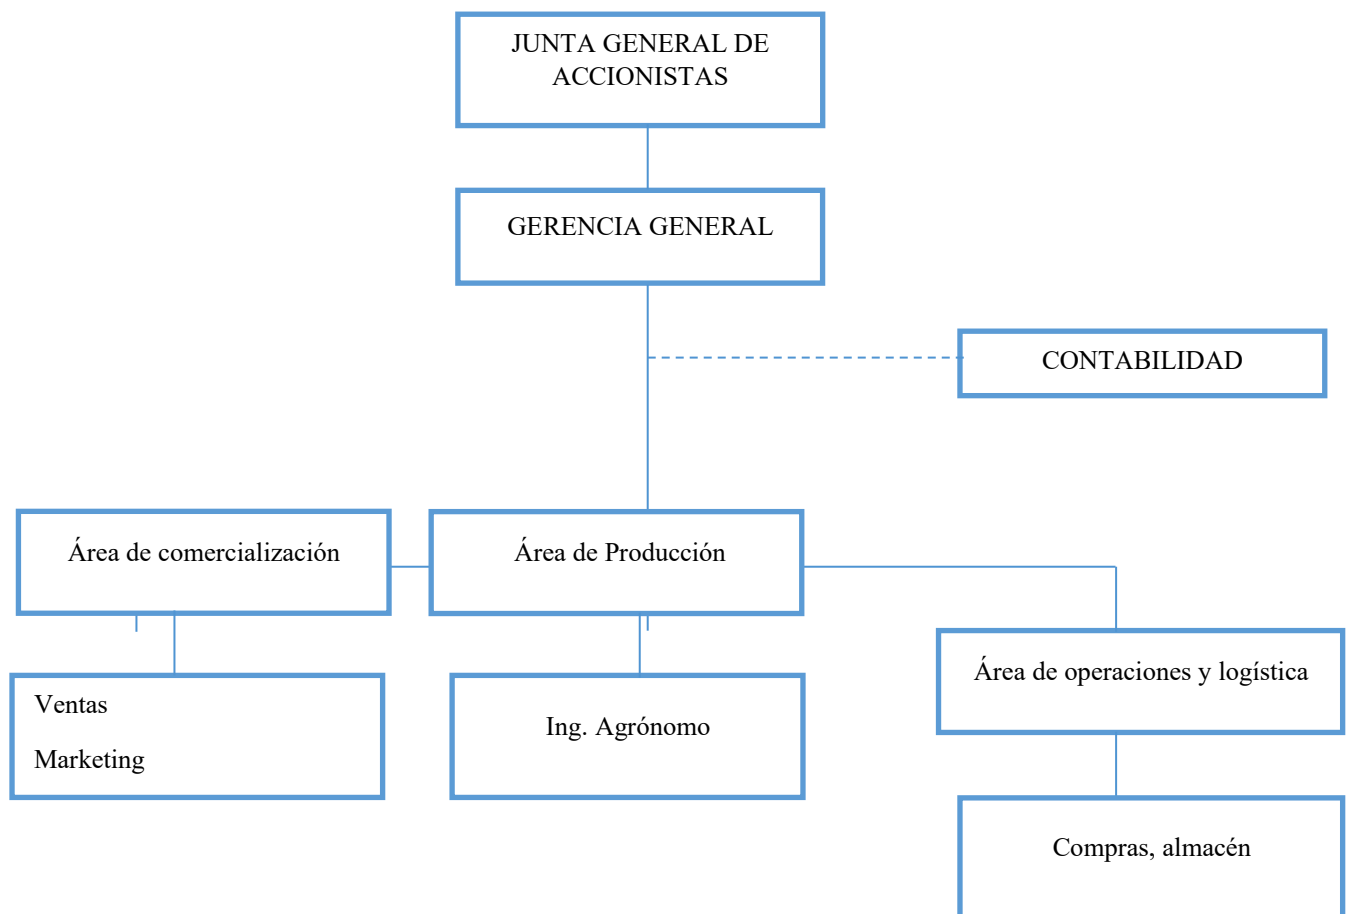 JUNTA GENERAL DE
ACCIONISTAS
GERENCIA GENERAL
CONTABILIDAD
Área de comercialización
Área de Producción
Área de operaciones y logística
Ventas
Marketing
Ing. Agrónomo
Compras, almacén